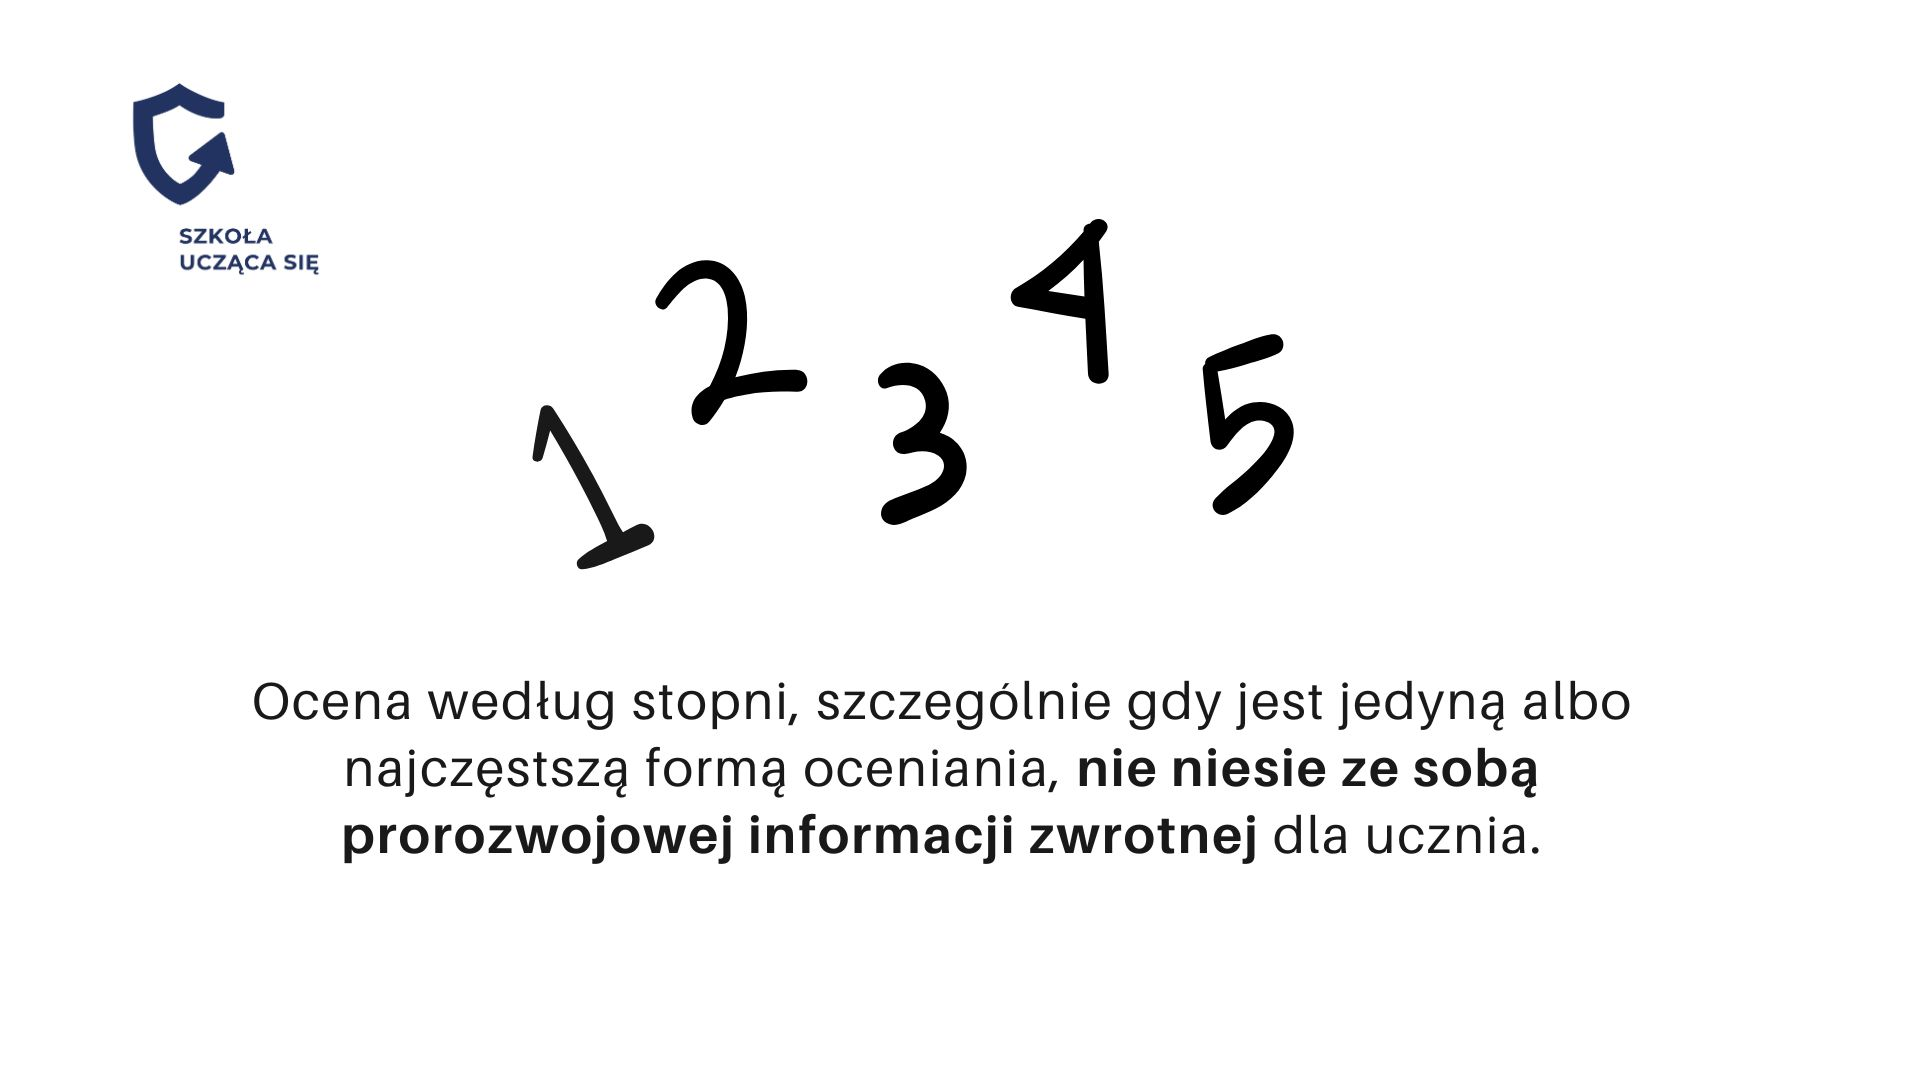 SZKOŁA
UCZĄCA SIĘ
1 2 3 4 5
Ocena według stopni, szczególnie gdy jest jedyną albo
najczęstszą formą oceniania, nie niesie ze sobą
prorozwojowej informacji zwrotnej dla ucznia.